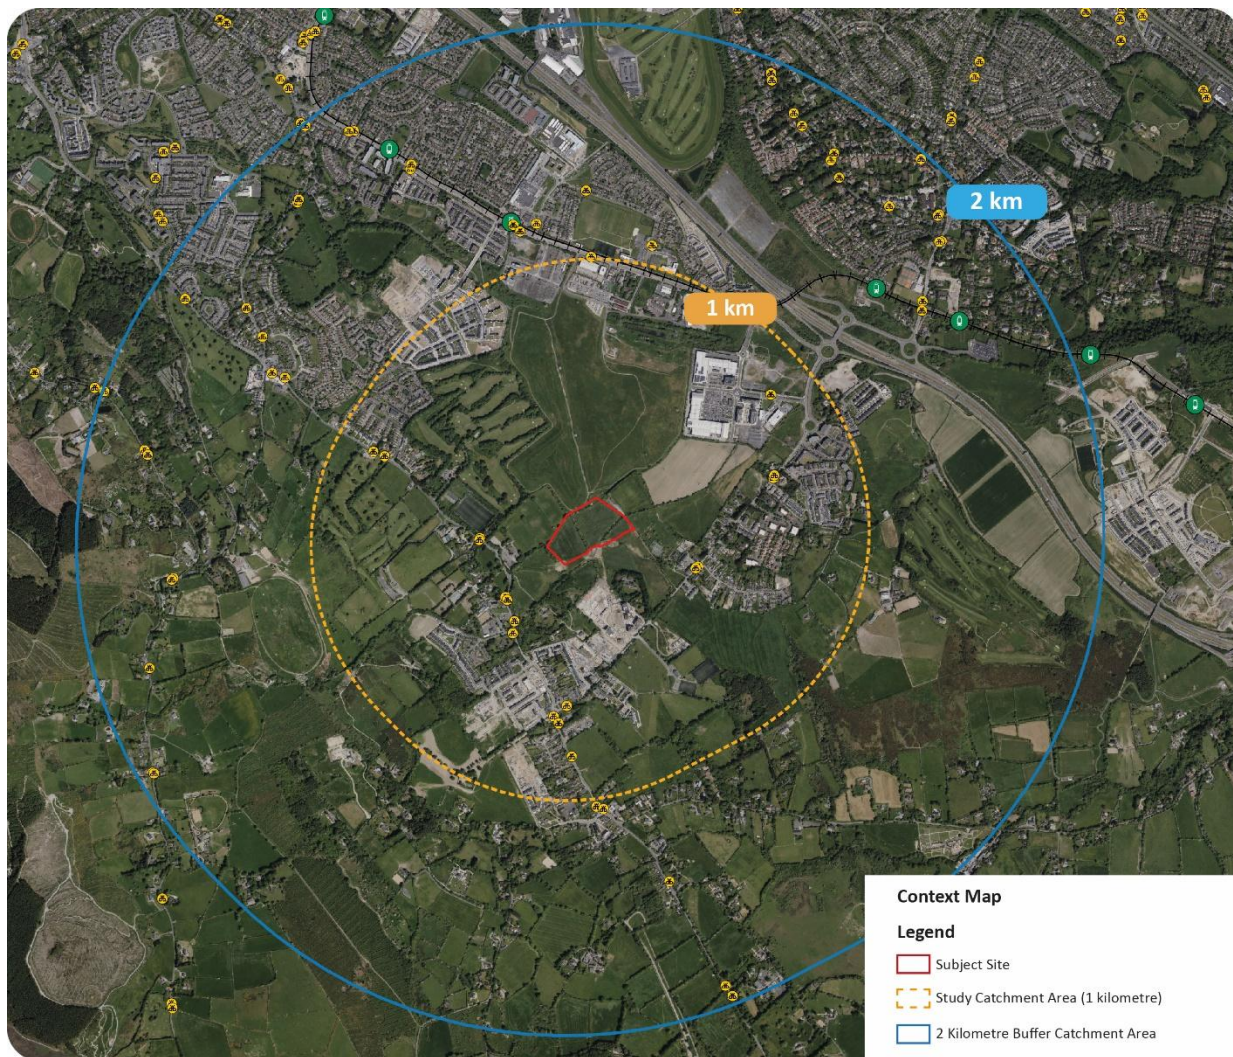 2 km
1 km
Context Map
Legend
Subject Site
Study Catchment Area (1 kilometre)
2 Kilometre Buffer Catchment Area